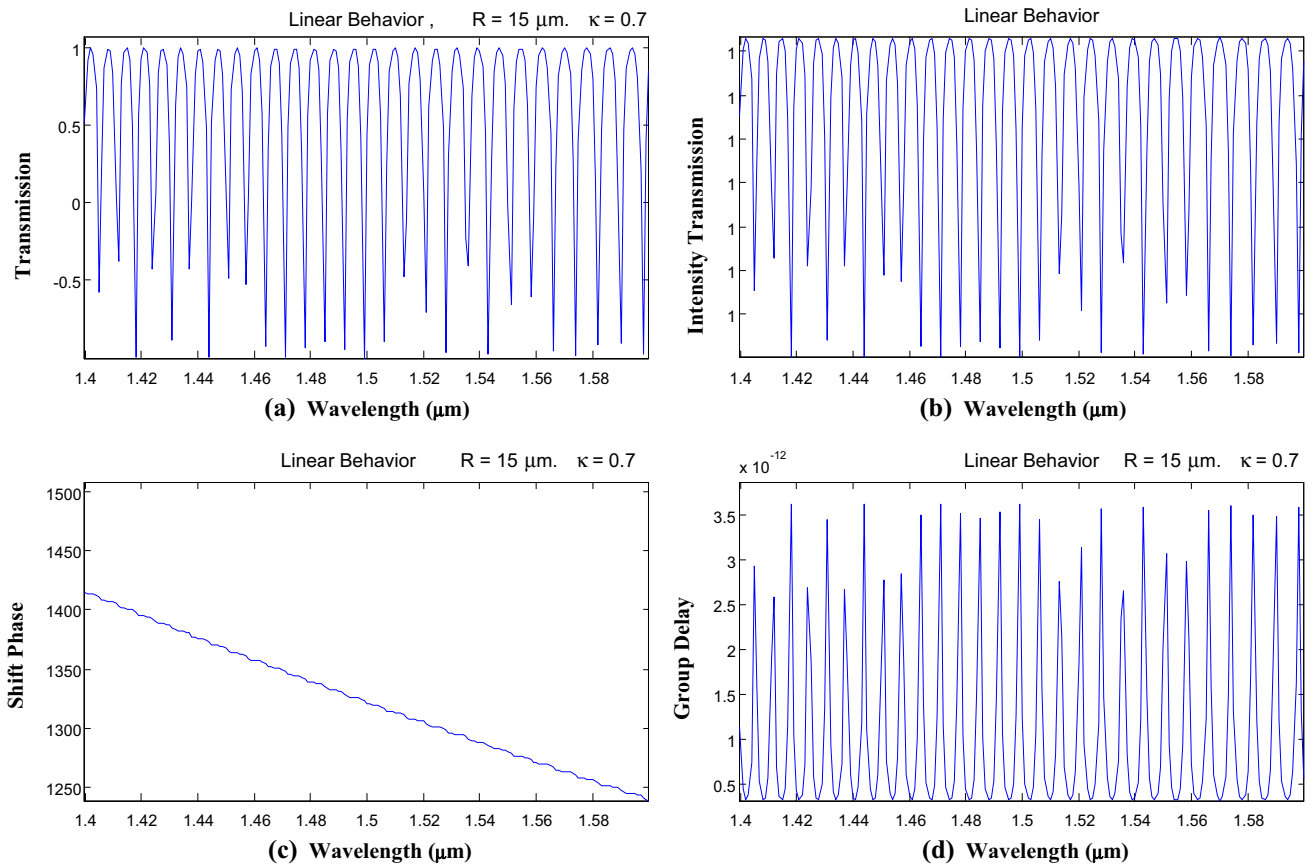 Linear Behavior , R = 15 μm. κ = 0.7
1
0.5
0
-0.5
Transmission
1.4 1.42 1.44 1.46 1.48 1.5 1.52 1.54 1.56 1.58
(a) Wavelength (μm)
Linear Behavior
1
1
1
1
1
1
1
Intensity Transmission
1.4 1.42 1.44 1.46 1.48 1.5 1.52 1.54 1.56 1.58
(b) Wavelength (μm)
Linear Behavior R = 15 μm. κ = 0.7
1500
1450
1400
1350
1300
1250
Shift Phase
1.4 1.42 1.44 1.46 1.48 1.5 1.52 1.54 1.56 1.58
(c) Wavelength (μm)
x 10⁻¹² Linear Behavior R = 15 μm. κ = 0.7
3.5
3
2.5
2
1.5
1
0.5
Group Delay
1.4 1.42 1.44 1.46 1.48 1.5 1.52 1.54 1.56 1.58
(d) Wavelength (μm)